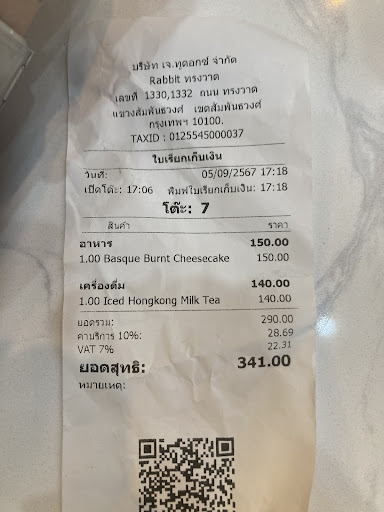 บริษัท เจ.ทูดอกซ์ จำกัด
Rabbit ทรงวาด
เลขที่ 1330,1332 ถนน ทรงวาด
แขวงสัมพันธวงศ์ เขตสัมพันธวงศ์
กรุงเทพฯ 10100.
TAXID : 0125545000037
ใบเรียกเก็บเงิน
วันที่: 05/09/2567 17:18
เปิดโต๊ะ: 17:06 พิมพ์ใบเรียกเก็บเงิน: 17:18
โต๊ะ: 7
สินค้า ราคา
อาหาร 150.00
1.00 Basque Burnt Cheesecake 150.00
เครื่องดื่ม 140.00
1.00 Iced Hongkong Milk Tea 140.00
ยอดรวม: 290.00
ค่าบริการ 10%: 28.69
VAT 7% 22.31
ยอดสุทธิ: 341.00
หมายเหตุ: